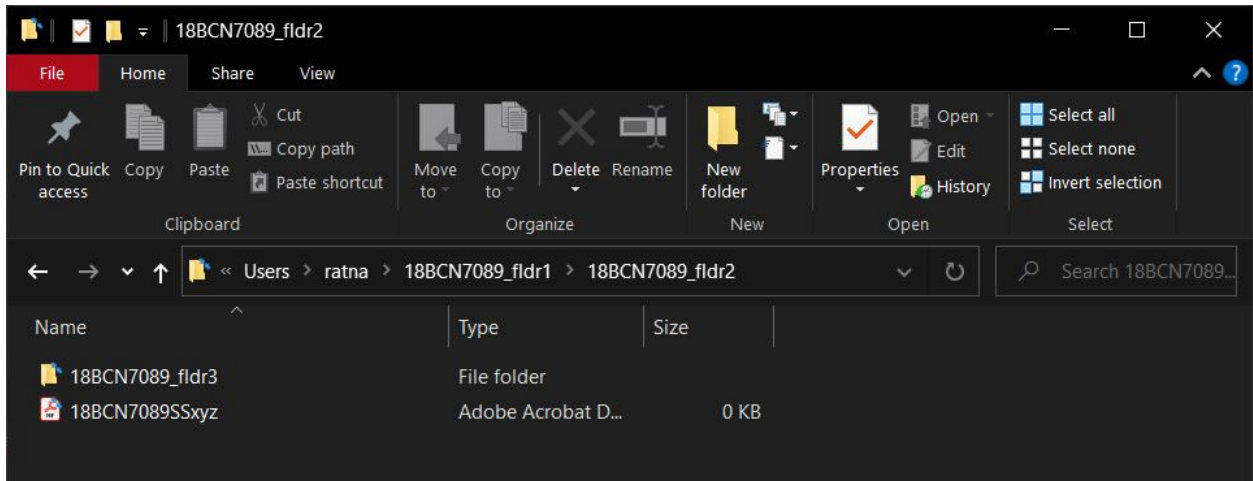 18BCN7089_fldr2
File Home Share View
Pin to Quick access
Copy
Paste
Cut
W... Copy path
Paste shortcut
Clipboard
Move to
Copy to
Delete
Rename
Organize
New folder
New
Properties
Open
Edit
History
Open
Select all
Select none
Invert selection
Select
« Users > ratna > 18BCN7089_fldr1 > 18BCN7089_fldr2
Search 18BCN7089...
Name Type Size
18BCN7089_fldr3 File folder
18BCN7089SSxyz Adobe Acrobat D... 0 KB